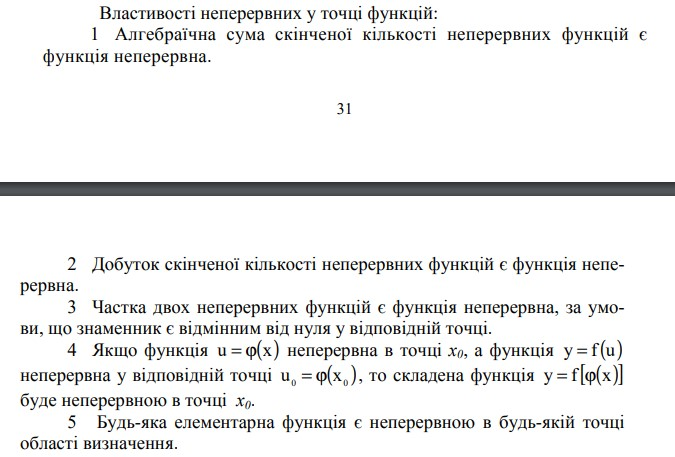 Властивості неперервних у точці функцій:
1 Алгебраїчна сума скінченої кількості неперервних функцій є
функція неперервна.
31
2 Добуток скінченої кількості неперервних функцій є функція непе-
рервна.
3 Частка двох неперервних функцій є функція неперервна, за умо-
ви, що знаменник є відмінним від нуля у відповідній точці.
4 Якщо функція u = φ(x) неперервна в точці x₀, а функція y = f(u)
неперервна у відповідній точці u₀ = φ(x₀), то складена функція y = f[φ(x)]
буде неперервною в точці x₀.
5 Будь-яка елементарна функція є неперервною в будь-якій точці
області визначення.